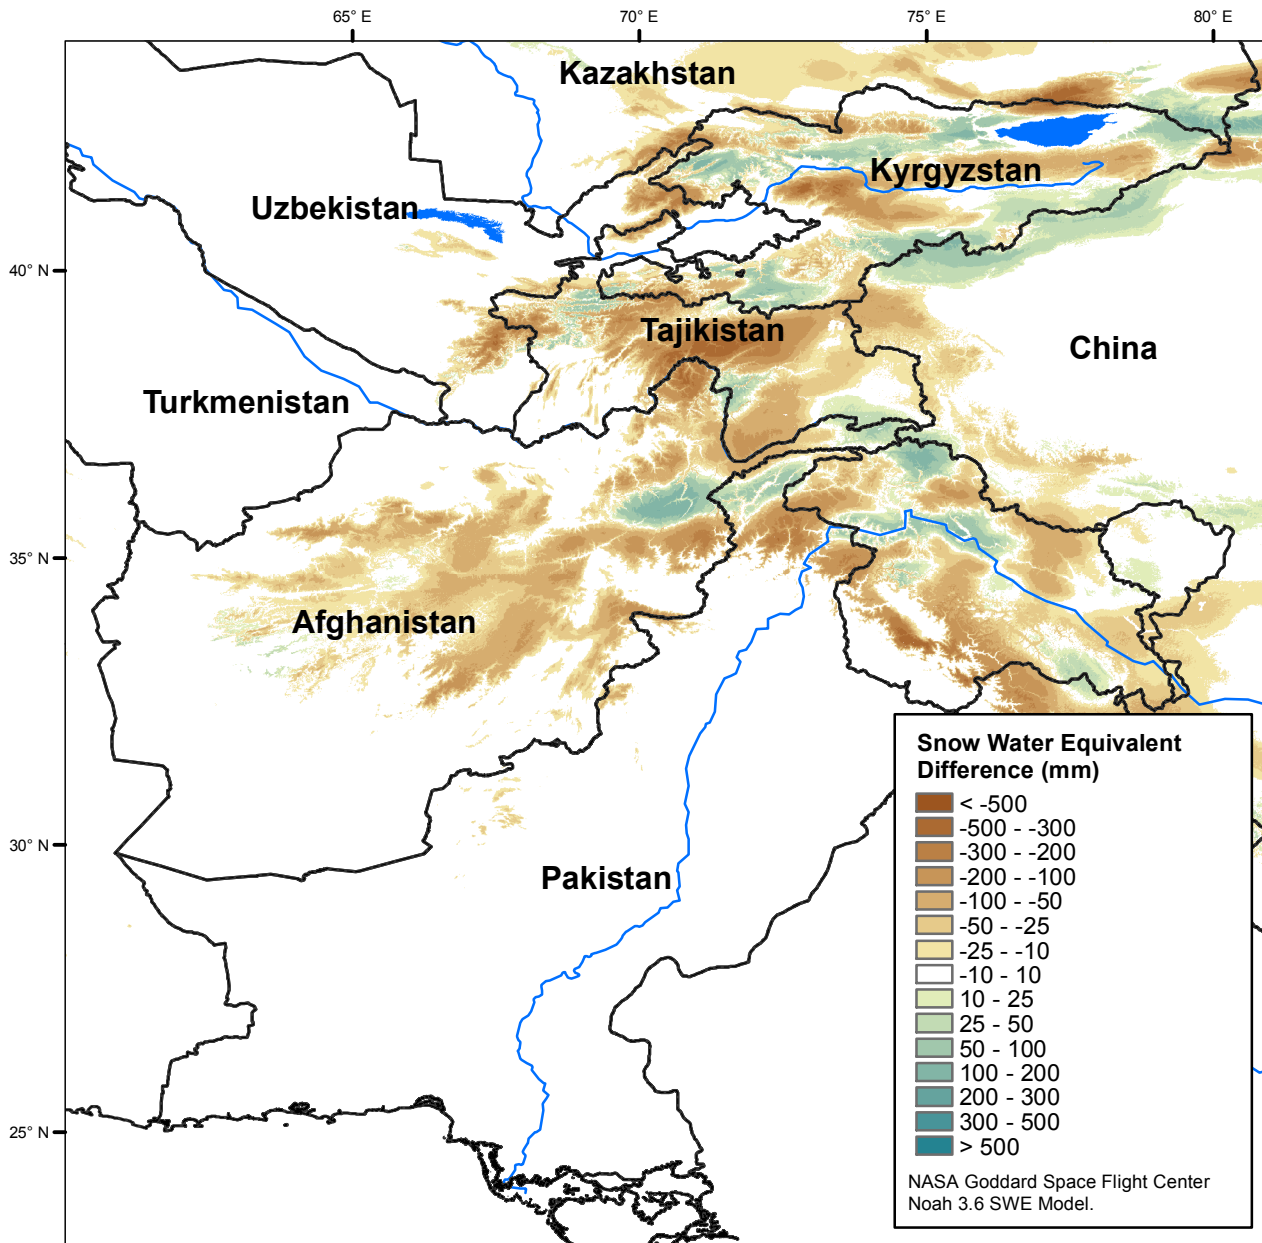 65° E
70° E
75° E
80° E
Kazakhstan
Kyrgyzstan
Uzbekistan
40° N
Tajikistan
China
Turkmenistan
35° N
Afghanistan
Snow Water Equivalent
Difference (mm)
< -500
-500 - -300
-300 - -200
-200 - -100
-100 - -50
-50 - -25
-25 - -10
-10 - 10
10 - 25
25 - 50
50 - 100
100 - 200
200 - 300
300 - 500
> 500
NASA Goddard Space Flight Center
Noah 3.6 SWE Model.
30° N
Pakistan
25° N